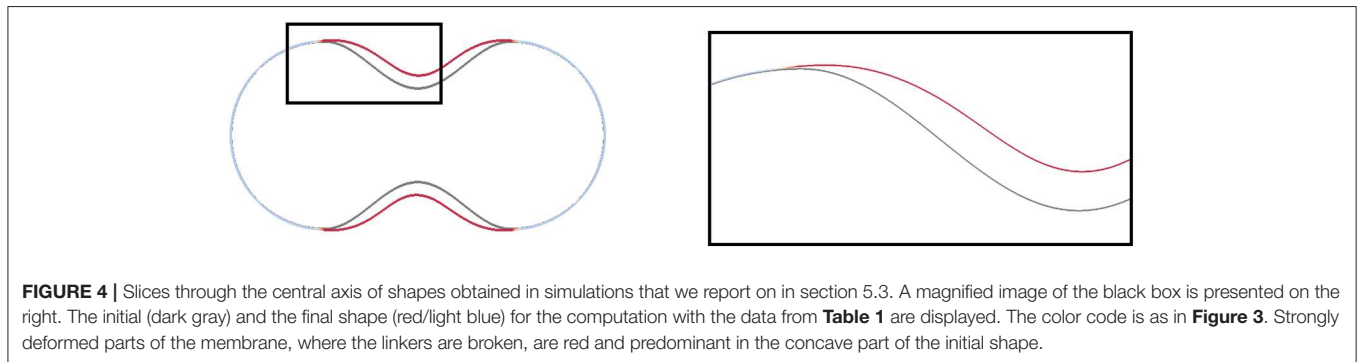 FIGURE 4 | Slices through the central axis of shapes obtained in simulations that we report on in section 5.3. A magnified image of the black box is presented on the
right. The initial (dark gray) and the final shape (red/light blue) for the computation with the data from Table 1 are displayed. The color code is as in Figure 3. Strongly
deformed parts of the membrane, where the linkers are broken, are red and predominant in the concave part of the initial shape.